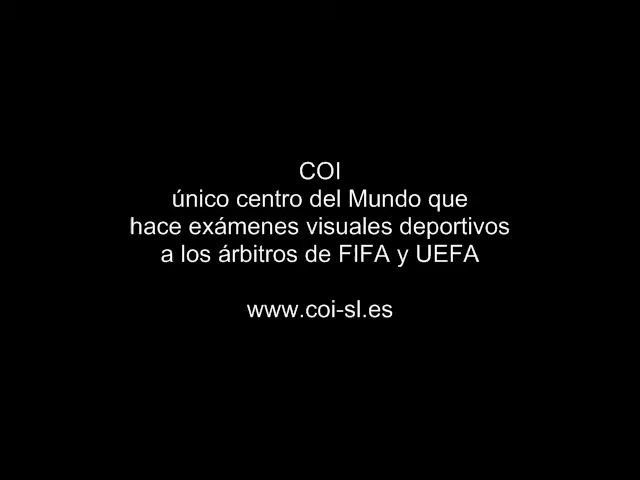 COI
único centro del Mundo que
hace exámenes visuales deportivos
a los árbitros de FIFA y UEFA
www.coi-sl.es